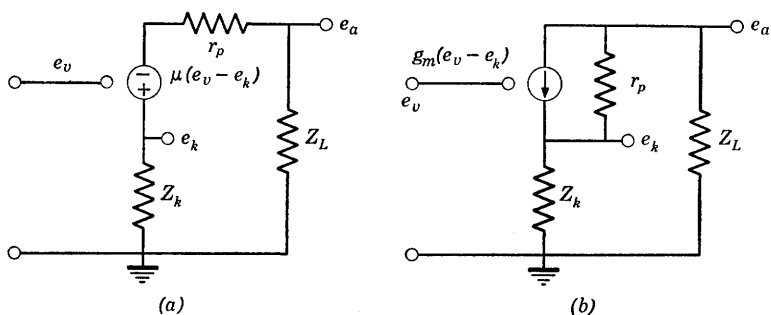 e_a
r_p
e_v
μ(e_v − e_k)
− +
e_k
Z_L
Z_k
(a)
e_a
g_m(e_v − e_k)
e_v
r_p
e_k
Z_L
Z_k
(b)